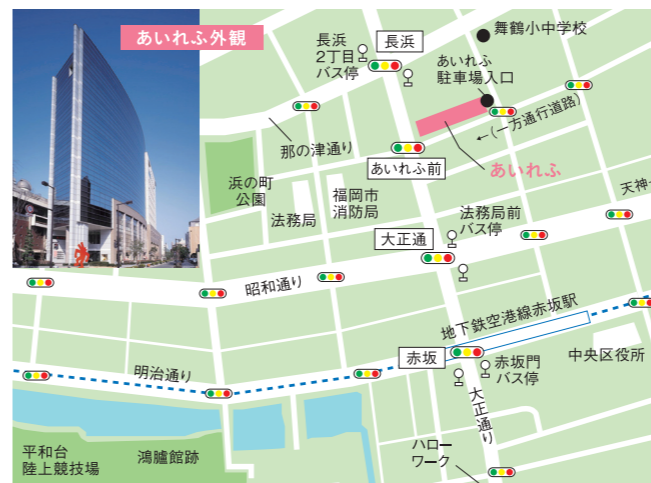 あいれふ外観
長浜
2丁目
バス停
長浜
舞鶴小中学校
あいれふ
駐車場入口
←(一方通行道路)
那の津通り
あいれふ前
あいれふ
浜の町
公園
法務局
福岡市
消防局
天神
法務局前
バス停
大正通
昭和通り
地下鉄空港線赤坂駅
赤坂
赤坂門
バス停
中央区役所
明治通り
大正通り
平和台
陸上競技場
鴻臚館跡
ハロー
ワーク